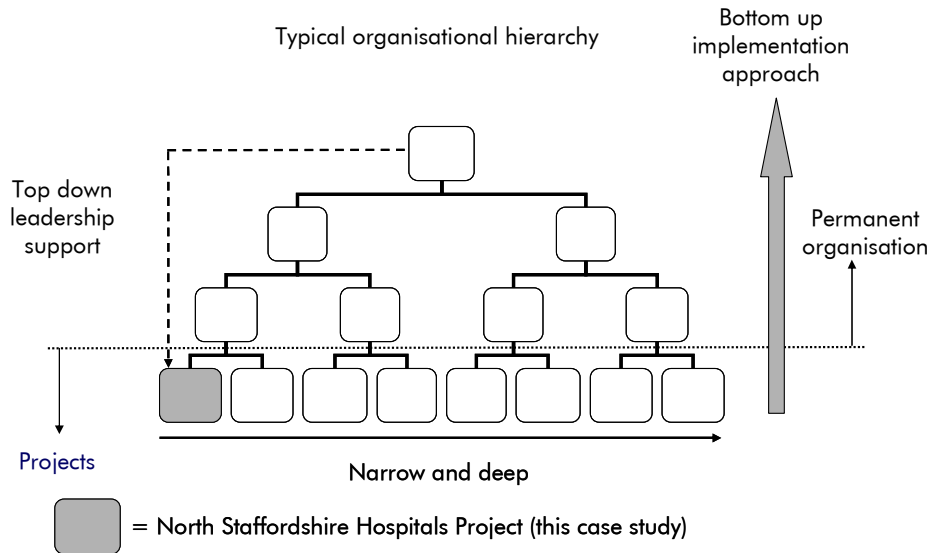 Typical organisational hierarchy
Bottom up
implementation
approach
Top down
leadership
support
Permanent
organisation
Projects
Narrow and deep
= North Staffordshire Hospitals Project (this case study)